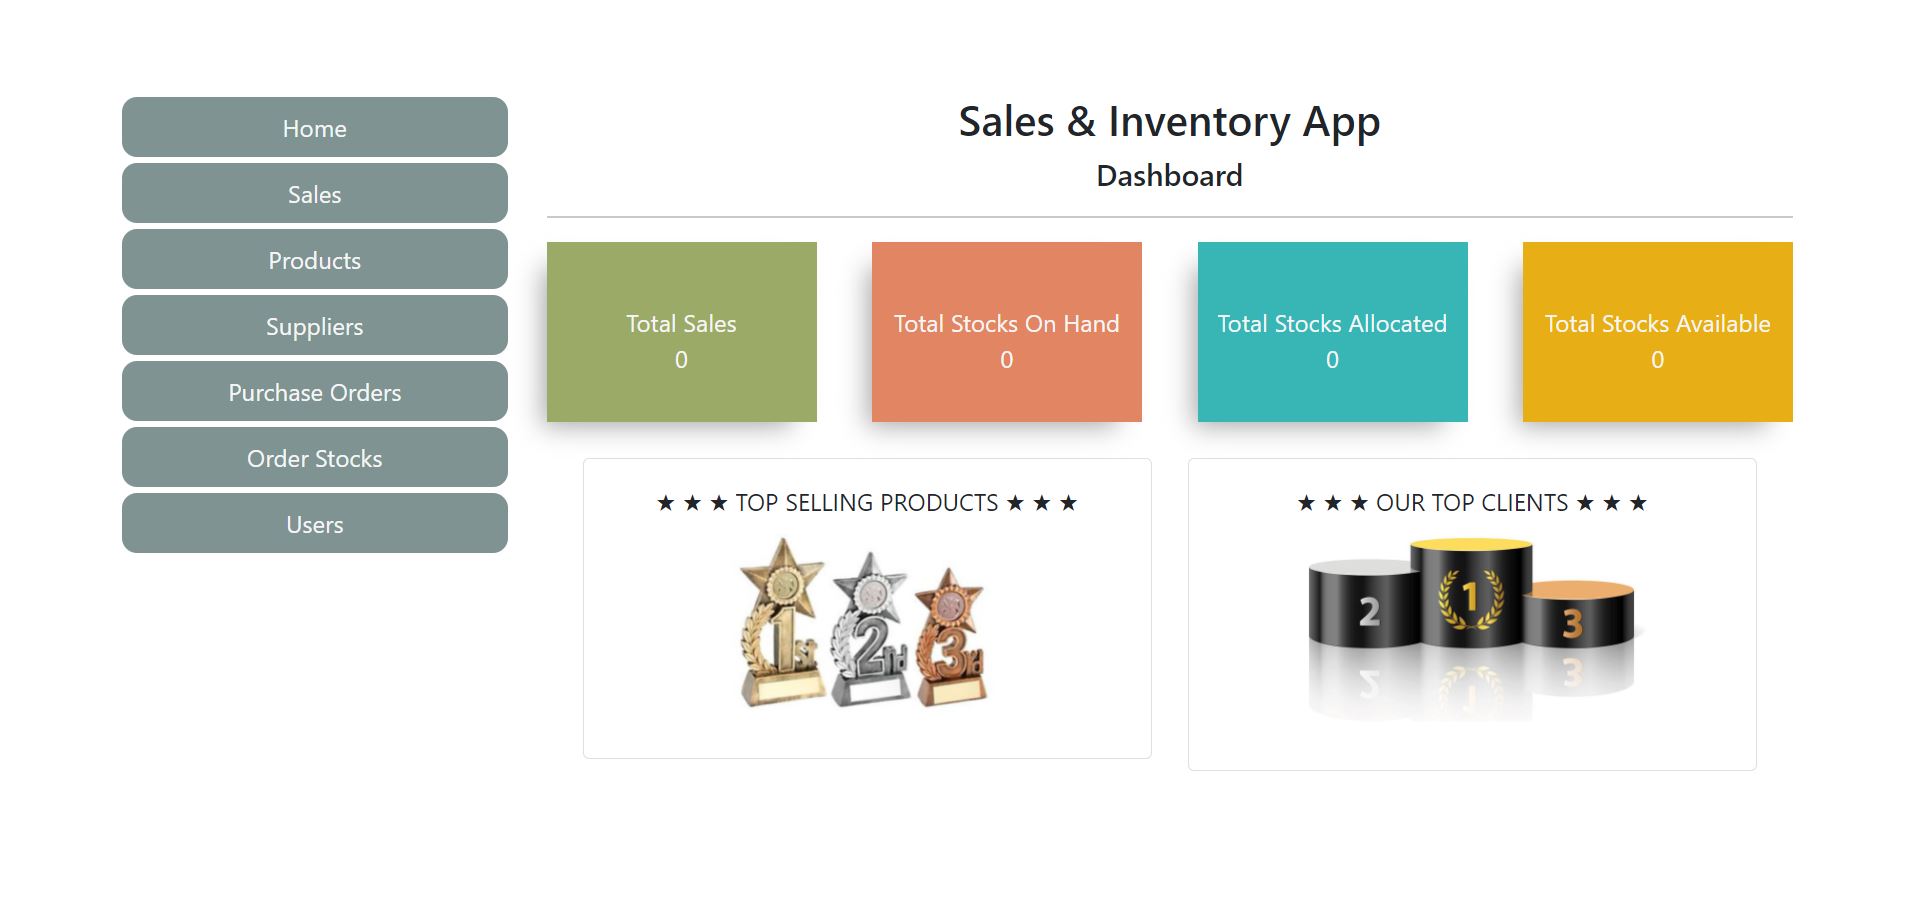 Home
Sales
Products
Suppliers
Purchase Orders
Order Stocks
Users
Sales & Inventory App
Dashboard
Total Sales
0
Total Stocks On Hand
0
Total Stocks Allocated
0
Total Stocks Available
0
★ ★ ★ TOP SELLING PRODUCTS ★ ★ ★
1st 2nd 3rd
★ ★ ★ OUR TOP CLIENTS ★ ★ ★
2 1 3